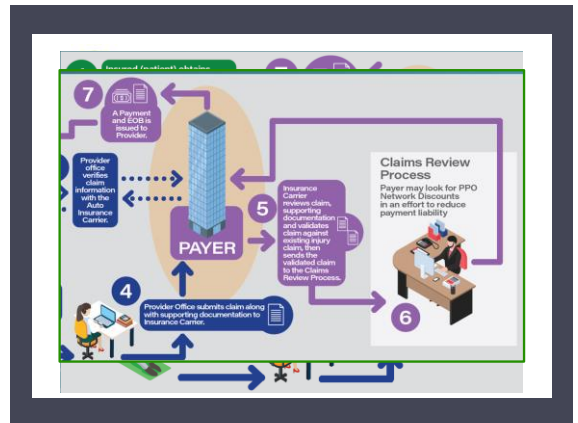 Insured (patient) obtains
7
A Payment
and EOB is
issued to
Provider.
Provider
office
verifies
claim
information
with the
Auto
Insurance
Carrier.
PAYER
5
Insurance
Carrier
reviews claim,
supporting
documentation
and validates
claim against
existing injury
claim, then
sends the
validated claim
to the Claims
Review Process.
Claims Review
Process
Payer may look for PPO
Network Discounts
in an effort to reduce
payment liability
4
Provider Office submits claim along
with supporting documentation to
Insurance Carrier.
6